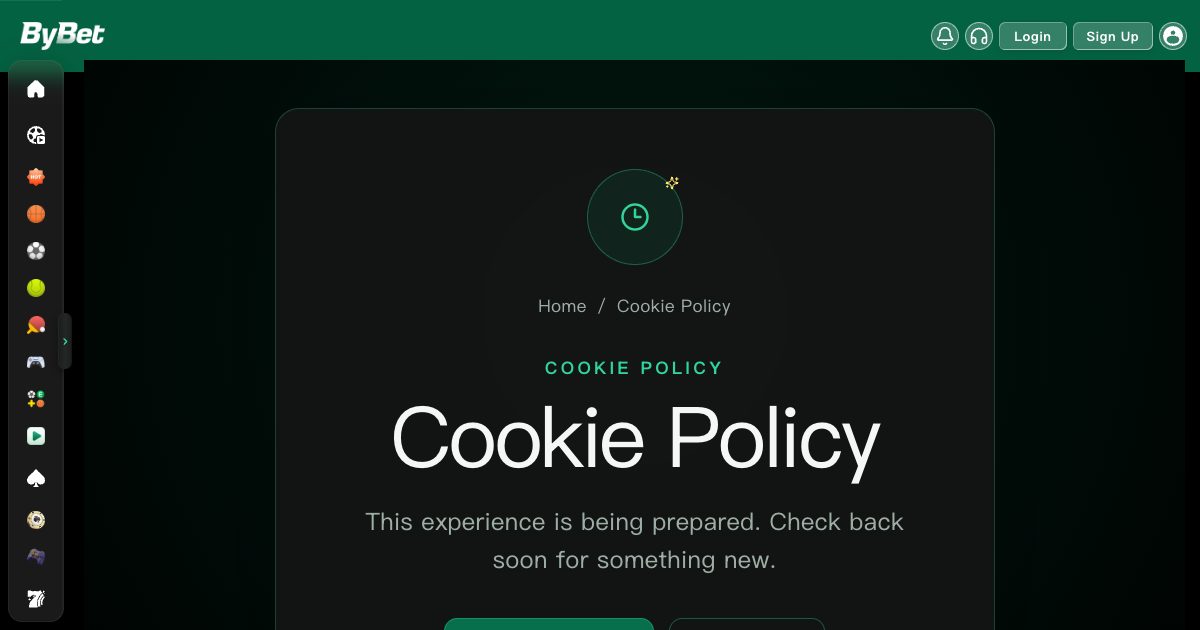 ByBet
Login
Sign Up
HOT
Home / Cookie Policy
COOKIE POLICY
Cookie Policy
This experience is being prepared. Check back
soon for something new.